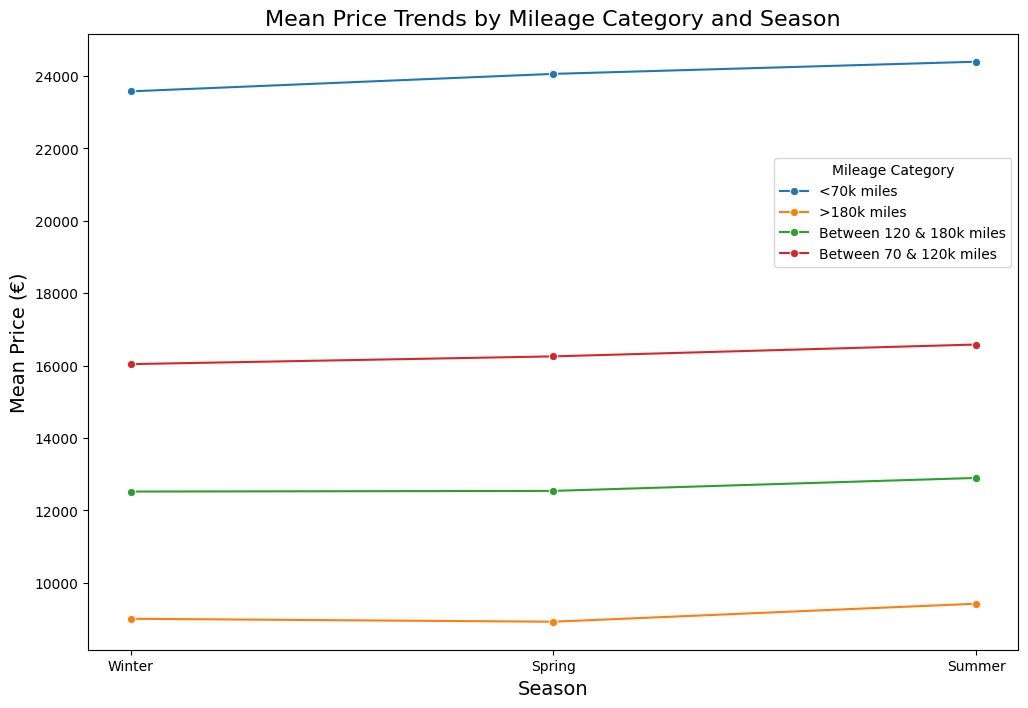 Mean Price Trends by Mileage Category and Season
Mean Price (€)
24000
22000
20000
18000
16000
14000
12000
10000
Mileage Category
<70k miles
>180k miles
Between 120 & 180k miles
Between 70 & 120k miles
Winter
Spring
Summer
Season